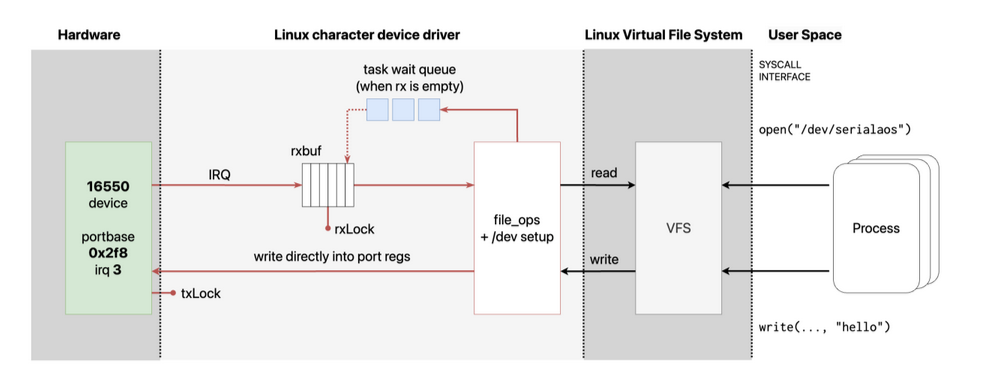 Hardware
Linux character device driver
Linux Virtual File System
User Space
SYSCALL
INTERFACE
task wait queue
(when rx is empty)
open("/dev/serialaos")
rxbuf
IRQ
read
16550
device
portbase
0x2f8
irq 3
rxLock
file_ops
+ /dev setup
VFS
Process
write directly into port regs
write
txLock
write(..., "hello")